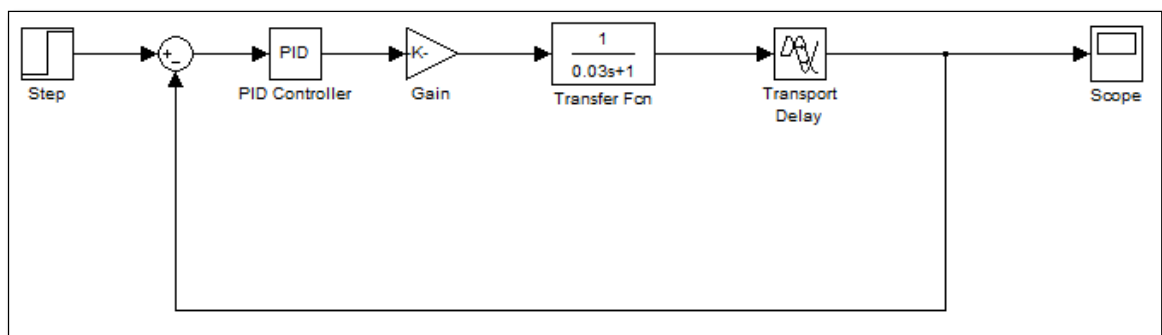 Step
+
−
PID
PID Controller
-K-
Gain
1
0.03s+1
Transfer Fcn
Transport
Delay
Scope